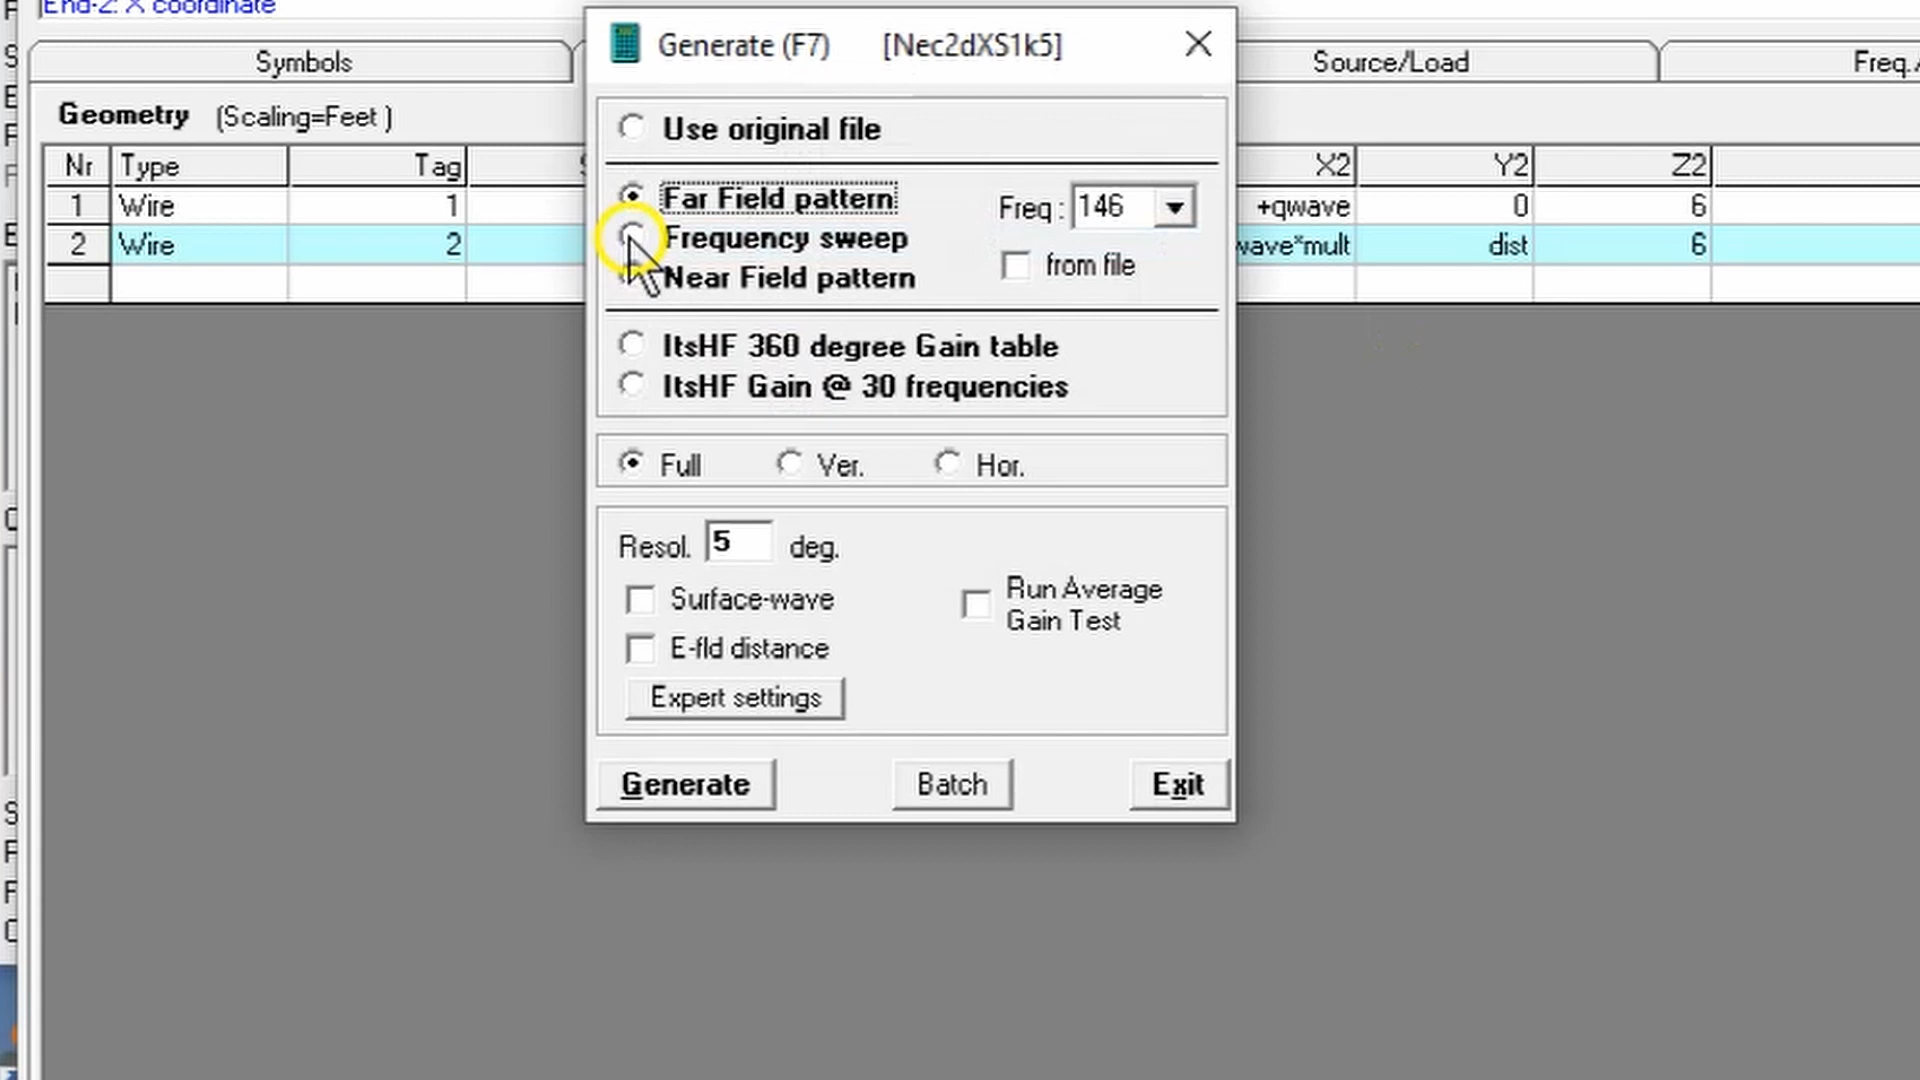 End-2: X coordinate
Generate (F7) [Nec2dXS1k5]
Symbols
Source/Load
Freq.
Geometry (Scaling=Feet )
Nr Type Tag X2 Y2 Z2
1 Wire 1 +qwave 0 6
2 Wire 2 wave*mult dist 6
Use original file
Far Field pattern
Freq : 146
Frequency sweep
from file
Near Field pattern
ItsHF 360 degree Gain table
ItsHF Gain @ 30 frequencies
Full Ver. Hor.
Resol. 5 deg.
Surface-wave
Run Average
Gain Test
E-fld distance
Expert settings
Generate Batch Exit